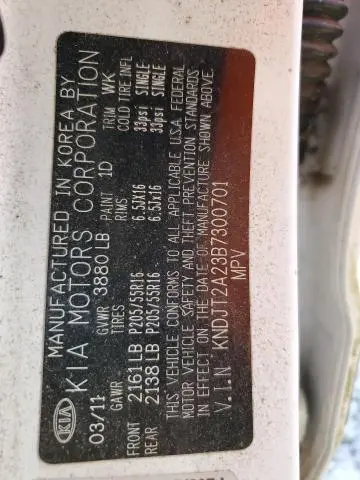 KIA
MANUFACTURED IN KOREA BY
KIA MOTORS CORPORATION
03/11 GVWR 3880 LB PAINT 1D TRIM WK
GAWR TIRES RIMS COLD TIRE INFL
FRONT 2161 LB P205/55R16 6.5JX16 33psi SINGLE
REAR 2138 LB P205/55R16 6.5JX16 33psi SINGLE
THIS VEHICLE CONFORMS TO ALL APPLICABLE U.S.A. FEDERAL
MOTOR VEHICLE SAFETY AND THEFT PREVENTION STANDARDS
IN EFFECT ON THE DATE OF MANUFACTURE SHOWN ABOVE
V.I.N KNDJT2A23B7300701
MPV